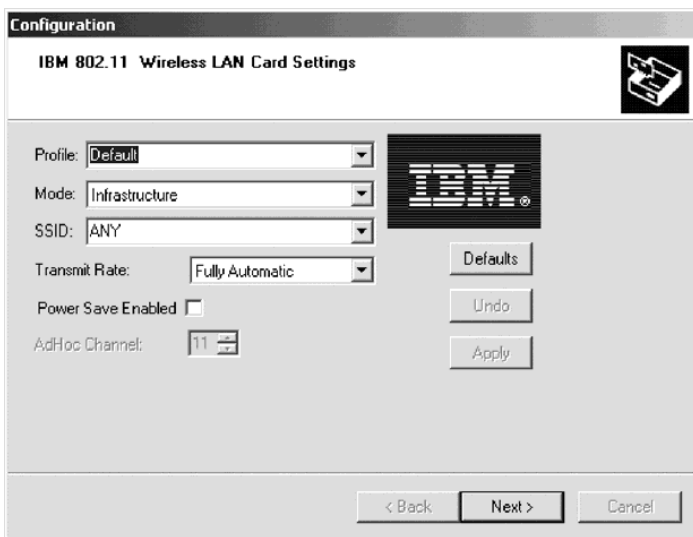 Configuration
IBM 802.11 Wireless LAN Card Settings
Profile: Default
Mode: Infrastructure
SSID: ANY
Transmit Rate: Fully Automatic
Power Save Enabled
AdHoc Channel: 11
IBM®
Defaults
Undo
Apply
< Back Next > Cancel